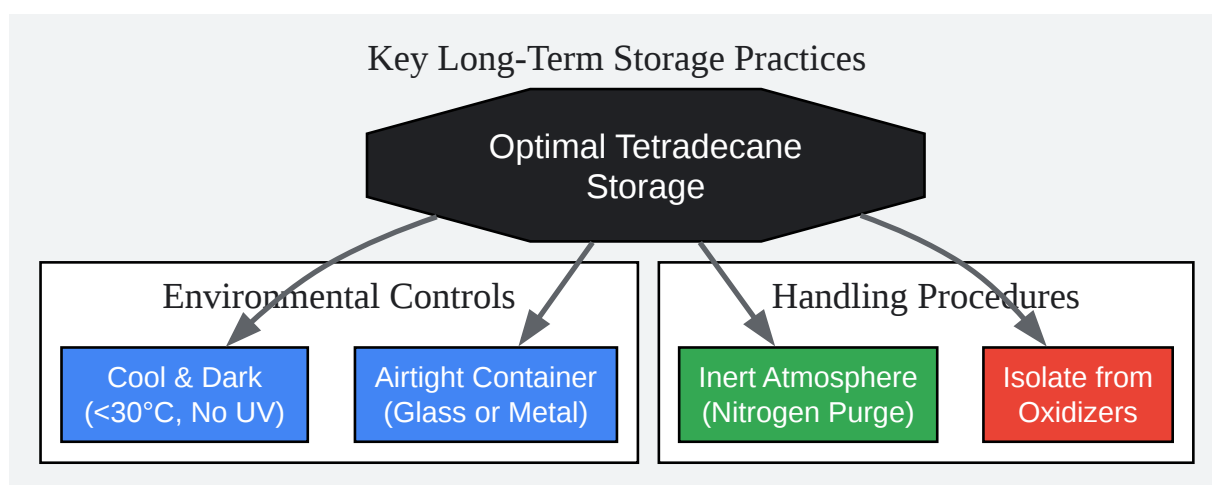 Key Long-Term Storage Practices
Optimal Tetradecane
Storage
Environmental Controls
Cool & Dark
(<30°C, No UV)
Airtight Container
(Glass or Metal)
Handling Procedures
Inert Atmosphere
(Nitrogen Purge)
Isolate from
Oxidizers